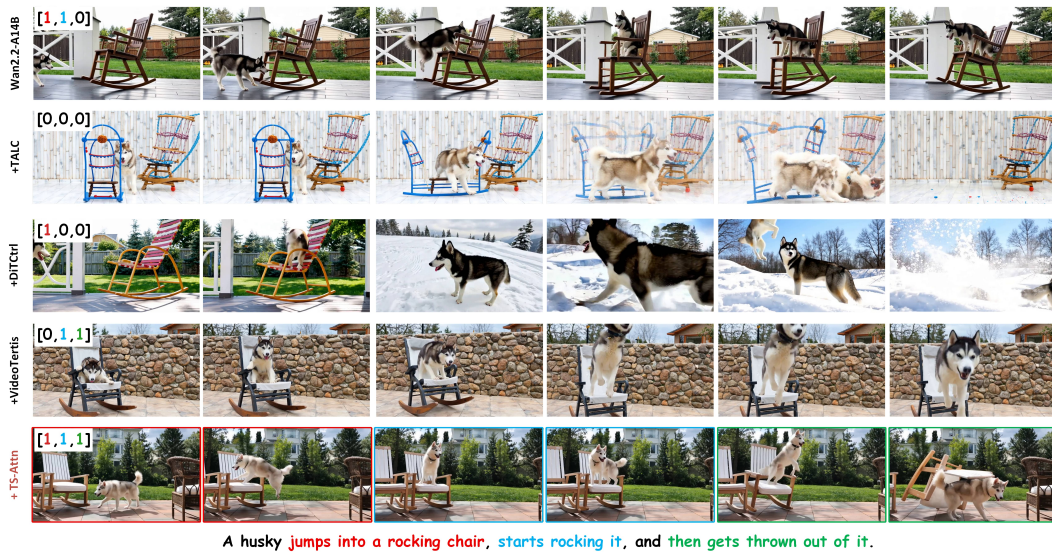 Wan2.2-A14B
[1,1,0]
+TALC
[0,0,0]
+DiTCtrl
[1,0,0]
+VideoTertis
[0,1,1]
+ TS-Attn
[1,1,1]
A husky jumps into a rocking chair, starts rocking it, and then gets thrown out of it.